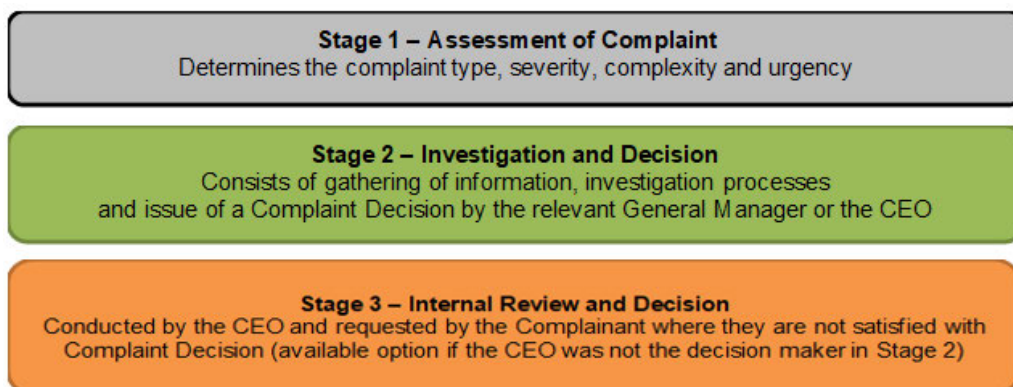 Stage 1 – Assessment of Complaint
Determines the complaint type, severity, complexity and urgency
Stage 2 – Investigation and Decision
Consists of gathering of information, investigation processes
and issue of a Complaint Decision by the relevant General Manager or the CEO
Stage 3 – Internal Review and Decision
Conducted by the CEO and requested by the Complainant where they are not satisfied with
Complaint Decision (available option if the CEO was not the decision maker in Stage 2)